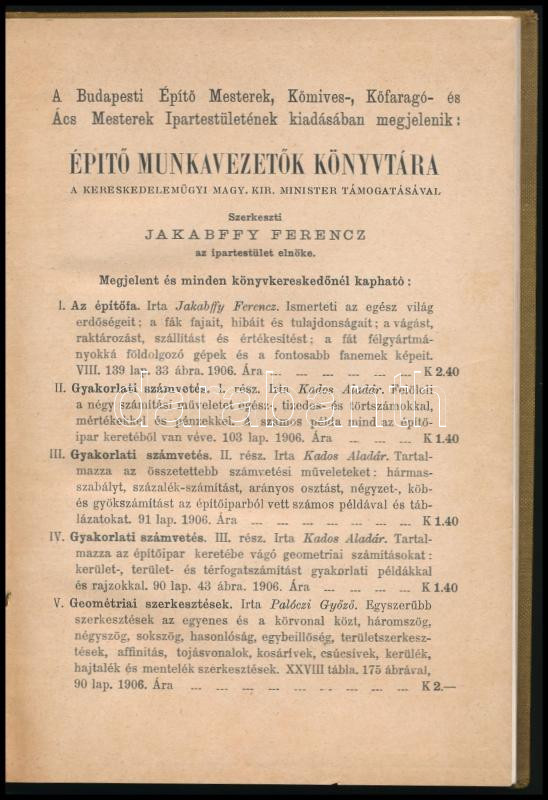 A Budapesti Építő Mesterek, Kőmives-, Kőfaragó- és
Ács Mesterek Ipartestületének kiadásában megjelenik:
ÉPITŐ MUNKAVEZETŐK KÖNYVTÁRA
A KERESKEDELEMÜGYI MAGY. KIR. MINISTER TÁMOGATÁSÁVAL
Szerkeszti
JAKABFFY FERENCZ
az ipartestület elnöke.
Megjelent és minden könyvkereskedőnél kapható:
I. Az építőfa. Irta Jakabffy Ferencz. Ismerteti az egész világ
erdőségeit; a fák fajait, hibáit és tulajdonságait; a vágást,
raktározást, szállítást és értékesítést; a fát félgyártmá-
nyokká földolgozó gépek és a fontosabb fanemek képeit.
VIII. 139 lap. 33 ábra. 1906. Ára — — — — — — K 2.40
II. Gyakorlati számvetés. I. rész. Irta Kados Aladár. Felöleli
a négy számítási műveletet egész-, tizedes- és törtszámokkal,
mértékekkel és pénzekkel. A számos példa mind az építő-
ipar keretéből van véve. 103 lap. 1906. Ára — — — K 1.40
III. Gyakorlati számvetés. II. rész. Irta Kados Aladár. Tartal-
mazza az összetettebb számvetési műveleteket: hármas-
szabályt, százalék-számítást, arányos osztást, négyzet-, köb-
és gyökszámítást az építőiparból vett számos példával és táb-
lázatokat. 91 lap. 1906. Ára — — — — — — — K 1.40
IV. Gyakorlati számvetés. III. rész. Irta Kados Aladár. Tartal-
mazza az építőipar keretébe vágó geometriai számításokat:
kerület-, terület- és térfogatszámítást gyakorlati példákkal
és rajzokkal. 90 lap. 43 ábra. 1906. Ára — — — — K 1.40
V. Geométriai szerkesztések. Irta Palóczi Győző. Egyszerűbb
szerkesztések az egyenes és a körvonal közt, háromszög,
négyszög, sokszög, hasonlóság, egybeillőség, területszerkesz-
tések, affinitás, tojásvonalok, kosárívek, csúcsívek, kerülék,
hajtalék és mentelék szerkesztések. XXVIII tábla. 175 ábrával,
90 lap. 1906. Ára — — — — — — — — — — K 2.—
darabanth